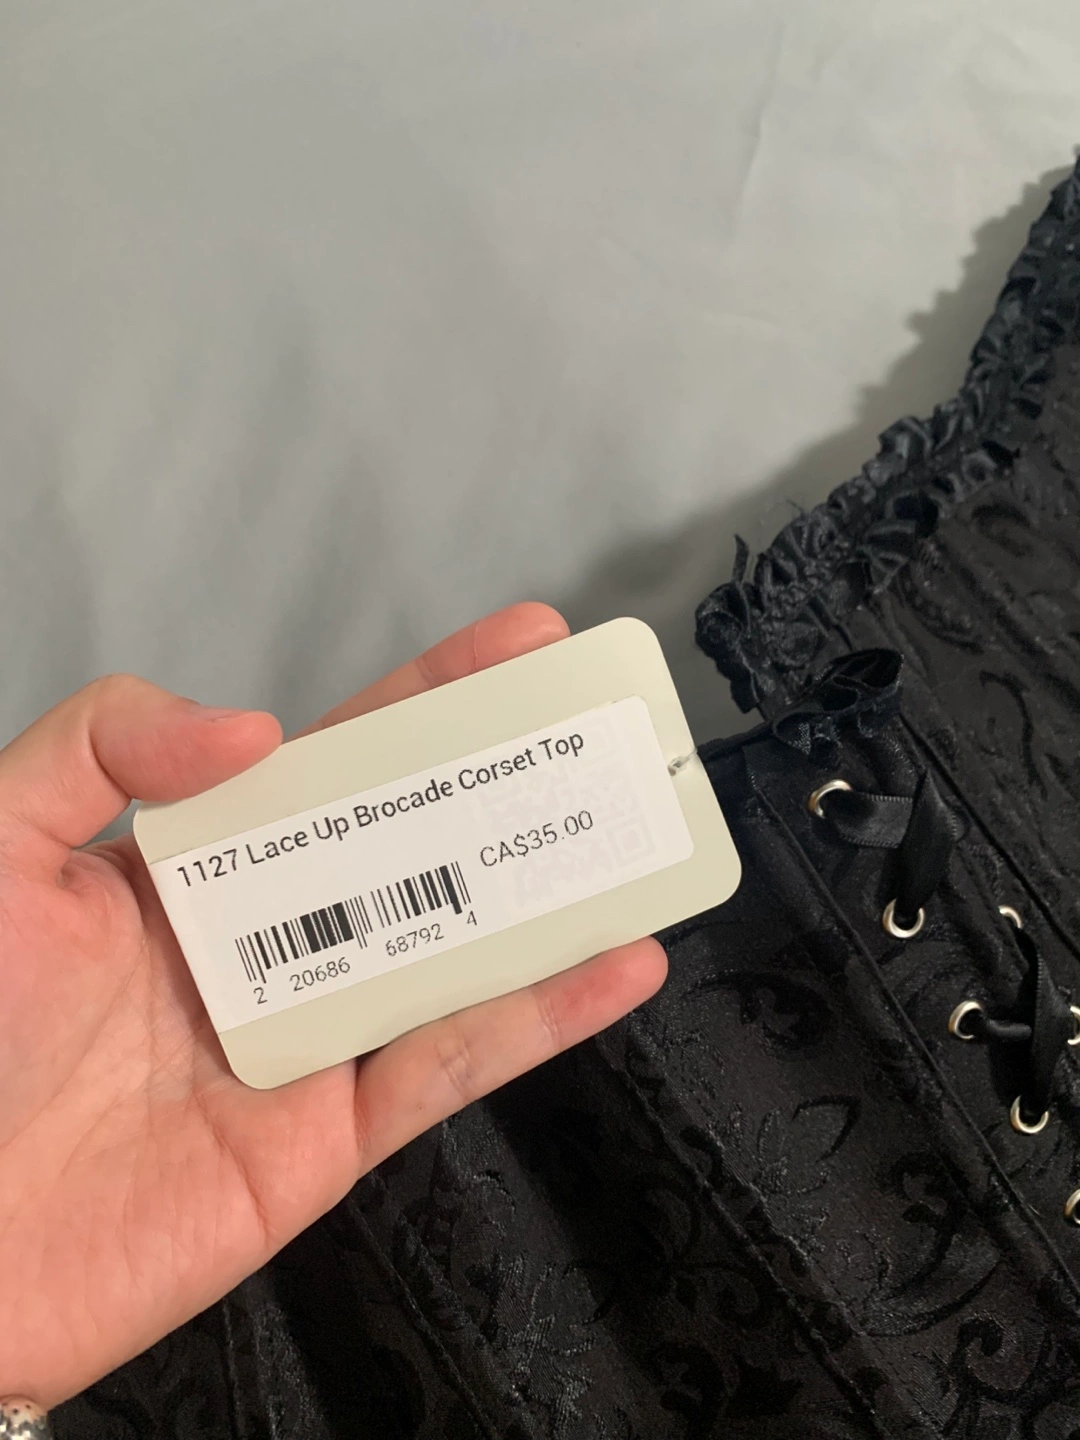 1127 Lace Up Brocade Corset Top
CA$35.00
2 20686 68792 4